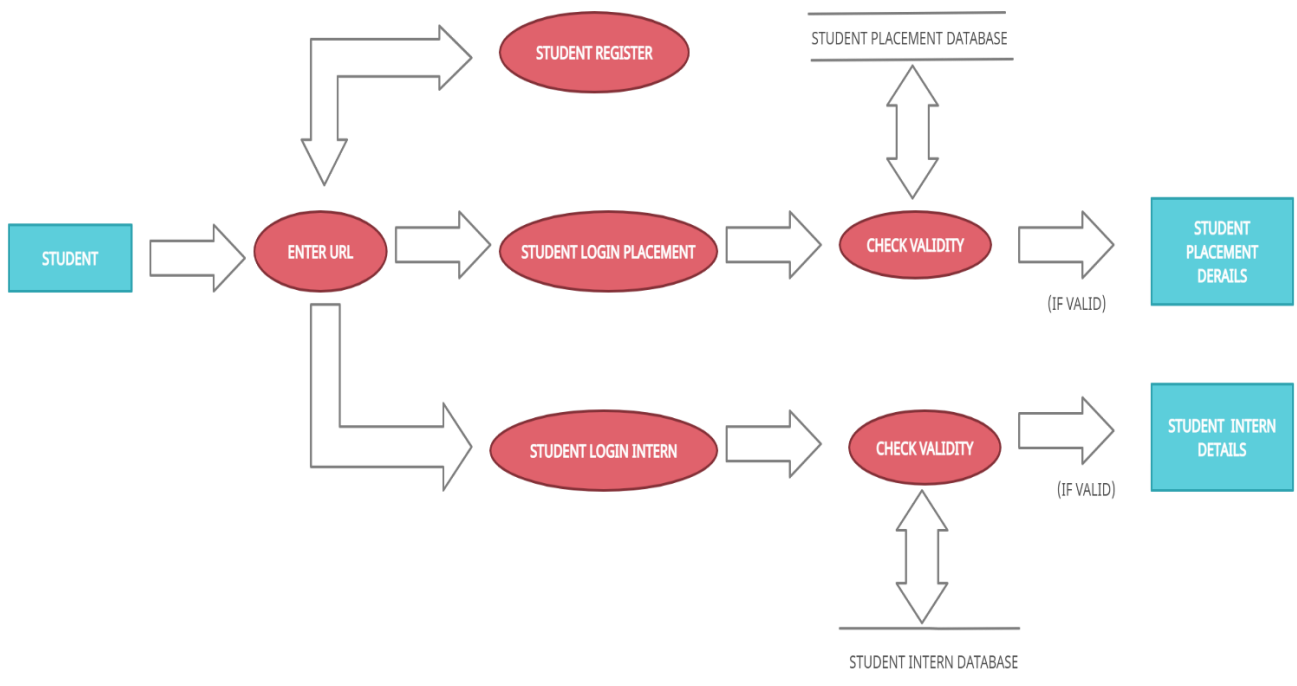 STUDENT REGISTER
STUDENT PLACEMENT DATABASE
STUDENT
ENTER URL
STUDENT LOGIN PLACEMENT
CHECK VALIDITY
(IF VALID)
STUDENT
PLACEMENT
DERAILS
STUDENT LOGIN INTERN
CHECK VALIDITY
(IF VALID)
STUDENT INTERN
DETAILS
STUDENT INTERN DATABASE